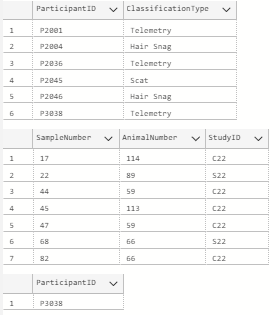 ParticipantID ClassificationType
1 P2001 Telemetry
2 P2004 Hair Snag
3 P2036 Telemetry
4 P2045 Scat
5 P2046 Hair Snag
6 P3038 Telemetry
SampleNumber AnimalNumber StudyID
1 17 114 C22
2 22 89 S22
3 44 59 C22
4 45 113 C22
5 47 59 C22
6 68 66 S22
7 82 66 C22
ParticipantID
1 P3038